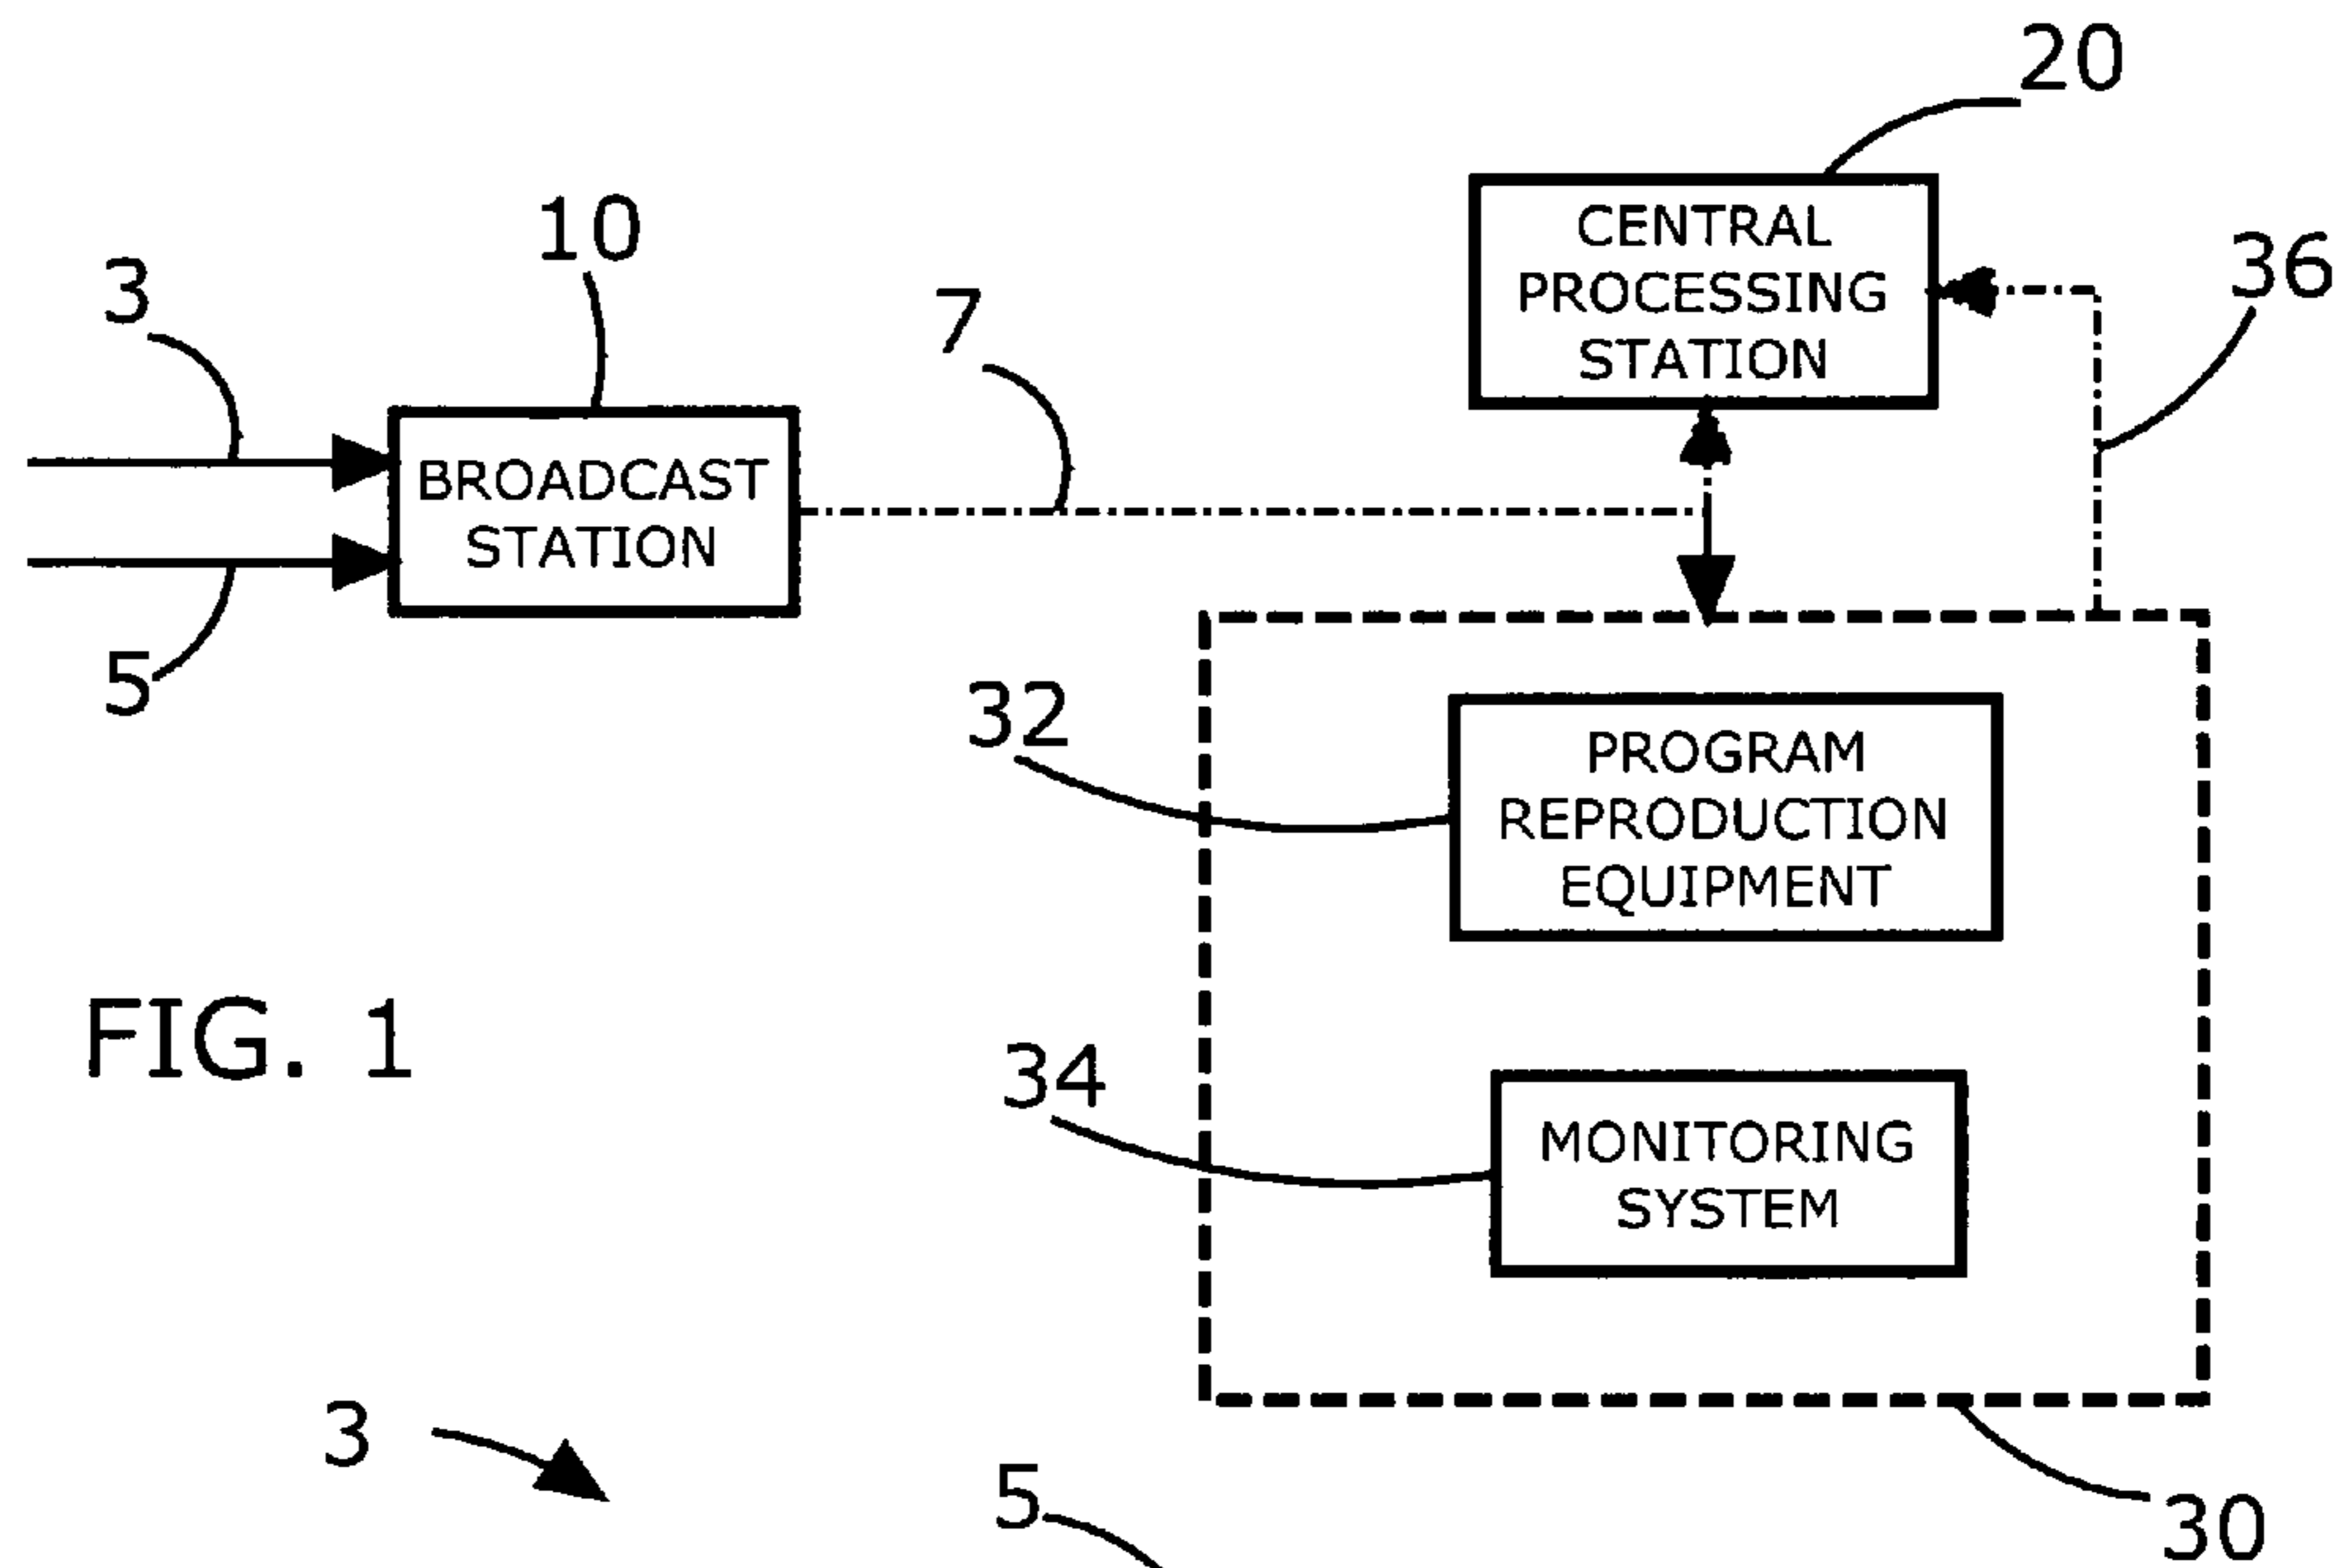 20
10
CENTRAL
PROCESSING
STATION
36
3
7
BROADCAST
STATION
5
32
PROGRAM
REPRODUCTION
EQUIPMENT
FIG. 1
34
MONITORING
SYSTEM
3
5
30